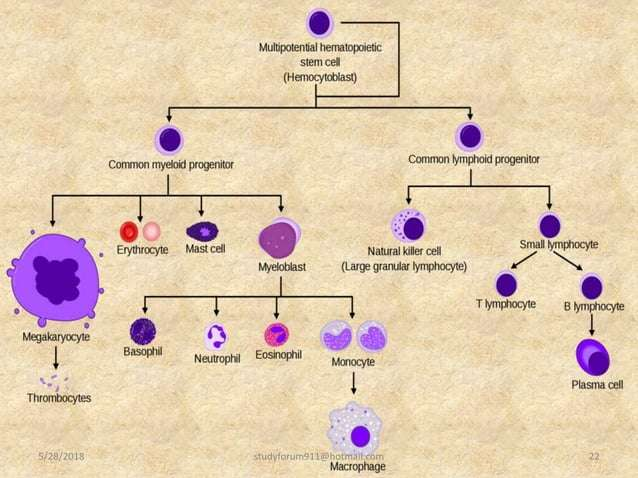 Multipotential hematopoietic
stem cell
(Hemocytoblast)
Common myeloid progenitor
Common lymphoid progenitor
Erythrocyte
Mast cell
Myeloblast
Natural killer cell
(Large granular lymphocyte)
Small lymphocyte
T lymphocyte
B lymphocyte
Megakaryocyte
Basophil
Neutrophil
Eosinophil
Monocyte
Plasma cell
Thrombocytes
5/28/2018
studyforum911@hotmail.com
22
Macrophage